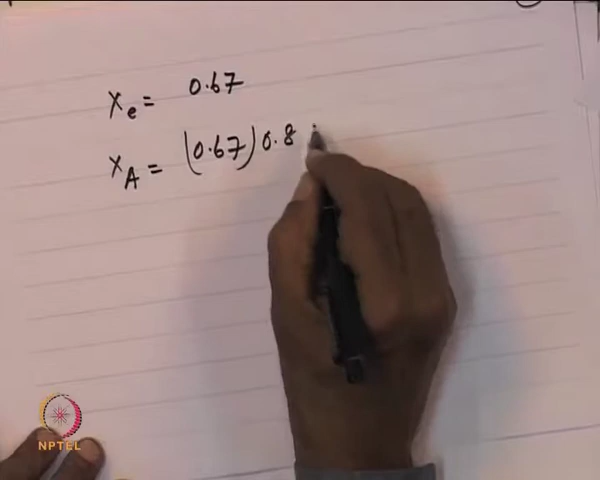 Xe = 0.67
XA = (0.67) 0.8
NPTEL